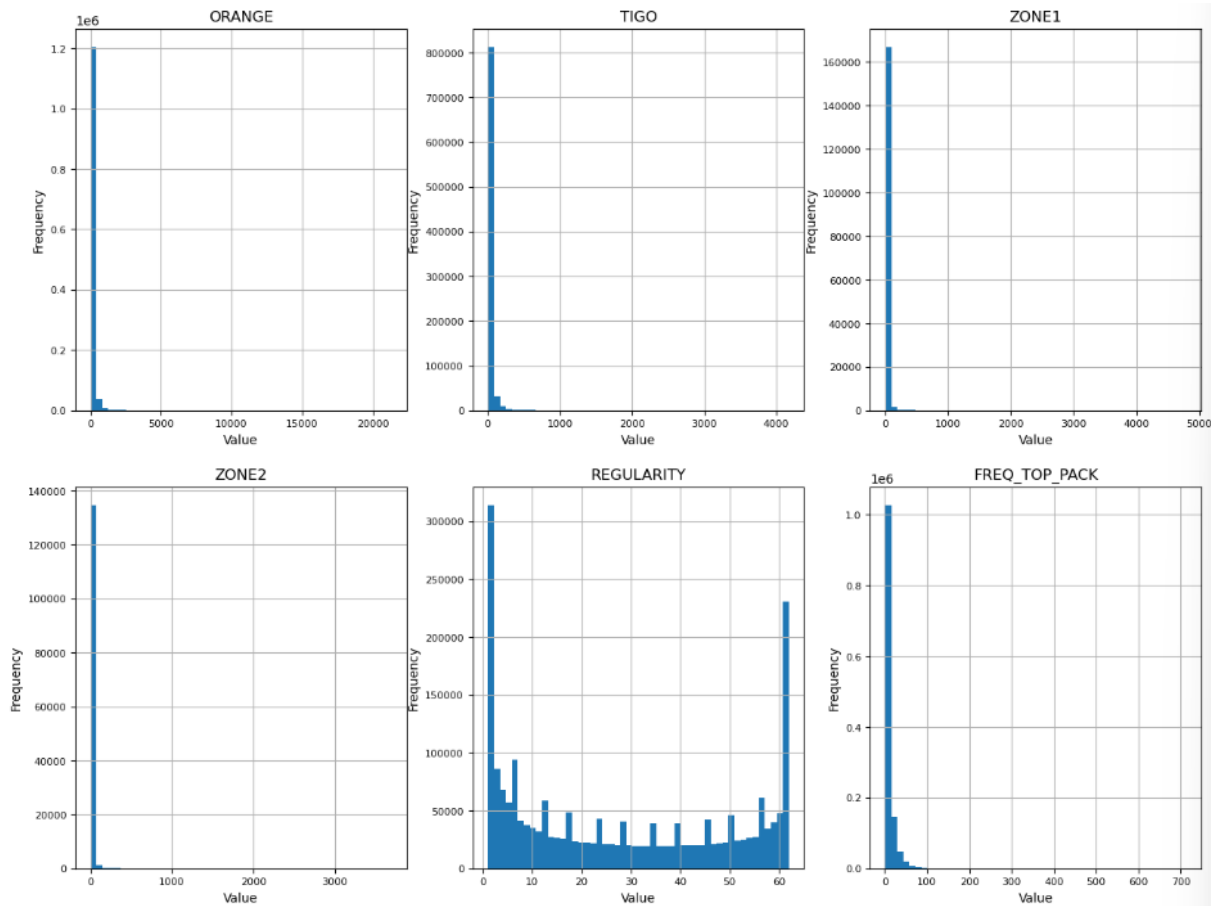 ORANGE
1e6
1.2
1.0
0.8
0.6
0.4
0.2
0.0
Frequency
0 5000 10000 15000 20000
Value
TIGO
800000
700000
600000
500000
400000
300000
200000
100000
0
Frequency
0 1000 2000 3000 4000
Value
ZONE1
160000
140000
120000
100000
80000
60000
40000
20000
0
Frequency
0 1000 2000 3000 4000 5000
Value
ZONE2
140000
120000
100000
80000
60000
40000
20000
0
Frequency
0 1000 2000 3000
Value
REGULARITY
300000
250000
200000
150000
100000
50000
0
Frequency
0 10 20 30 40 50 60
Value
FREQ_TOP_PACK
1e6
1.0
0.8
0.6
0.4
0.2
0.0
Frequency
0 100 200 300 400 500 600 700
Value